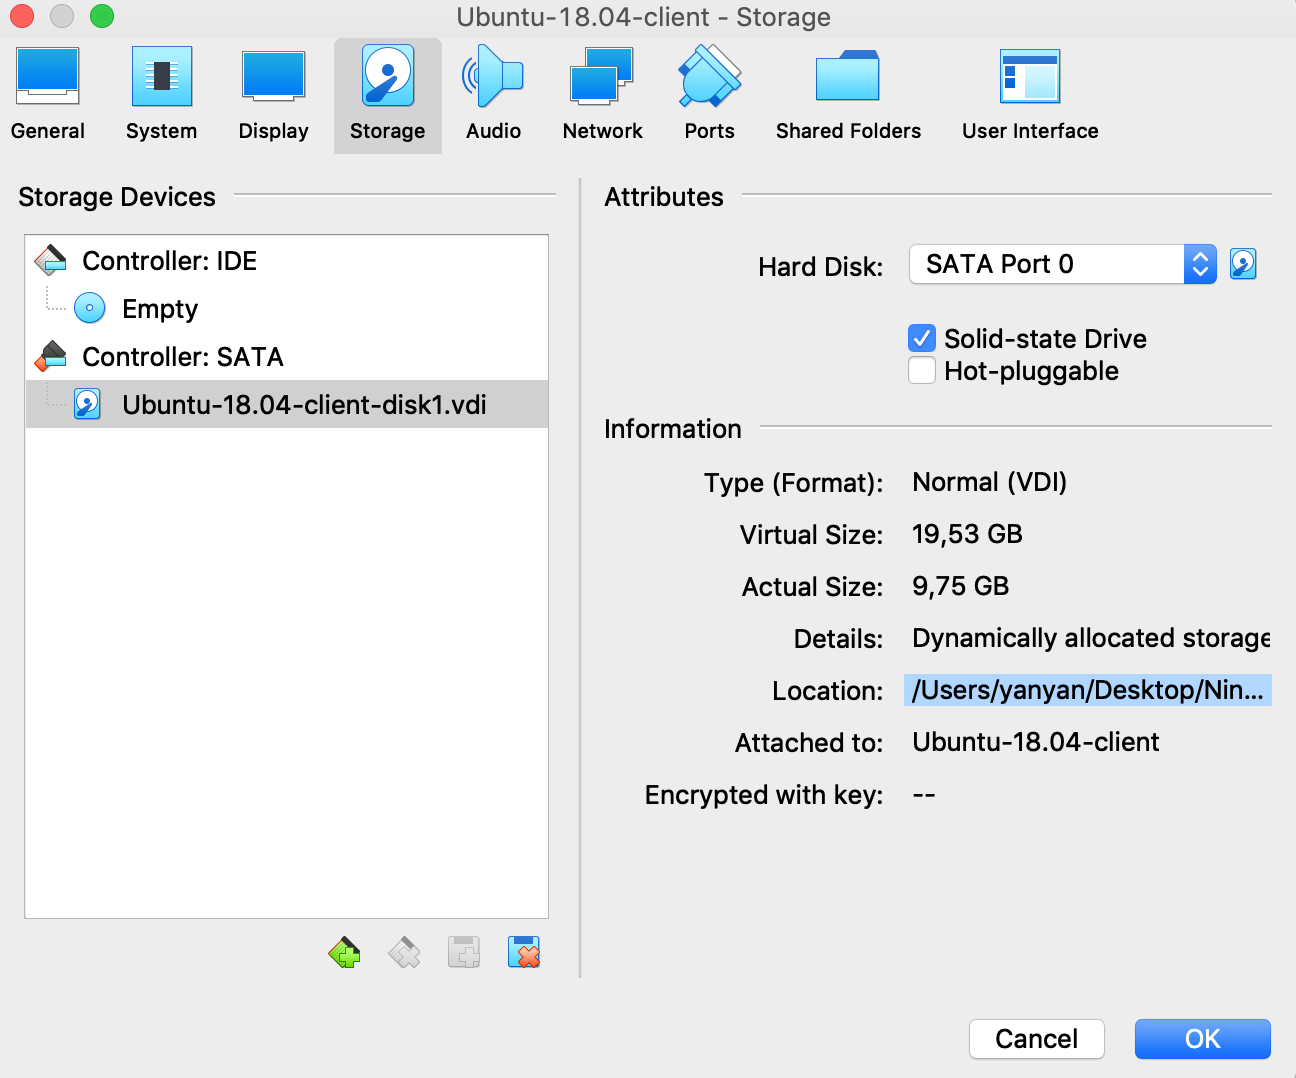 Ubuntu-18.04-client - Storage
General System Display Storage Audio Network Ports Shared Folders User Interface
Storage Devices
Controller: IDE
Empty
Controller: SATA
Ubuntu-18.04-client-disk1.vdi
Attributes
Hard Disk: SATA Port 0
Solid-state Drive
Hot-pluggable
Information
Type (Format): Normal (VDI)
Virtual Size: 19,53 GB
Actual Size: 9,75 GB
Details: Dynamically allocated storage
Location: /Users/yanyan/Desktop/Nin...
Attached to: Ubuntu-18.04-client
Encrypted with key: --
Cancel OK